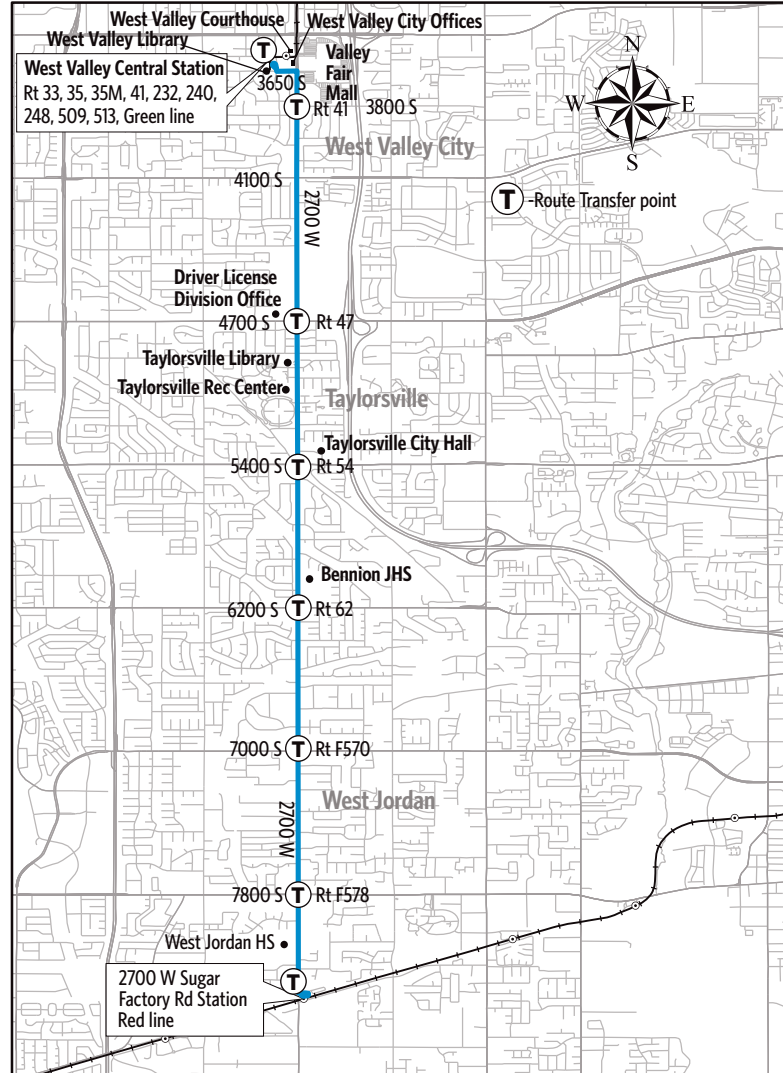 West Valley Courthouse
West Valley City Offices
West Valley Library
T
West Valley Central Station
Rt 33, 35, 35M, 41, 232, 240,
248, 509, 513, Green line
Valley
Fair
Mall
3650 S
T Rt 41 3800 S
West Valley City
N
W E
S
4100 S
2700 W
T -Route Transfer point
Driver License
Division Office
4700 S T Rt 47
Taylorsville Library
Taylorsville Rec Center
Taylorsville
Taylorsville City Hall
5400 S T Rt 54
Bennion JHS
6200 S T Rt 62
7000 S T Rt F570
West Jordan
2700 W
7800 S T Rt F578
West Jordan HS
T
2700 W Sugar
Factory Rd Station
Red line